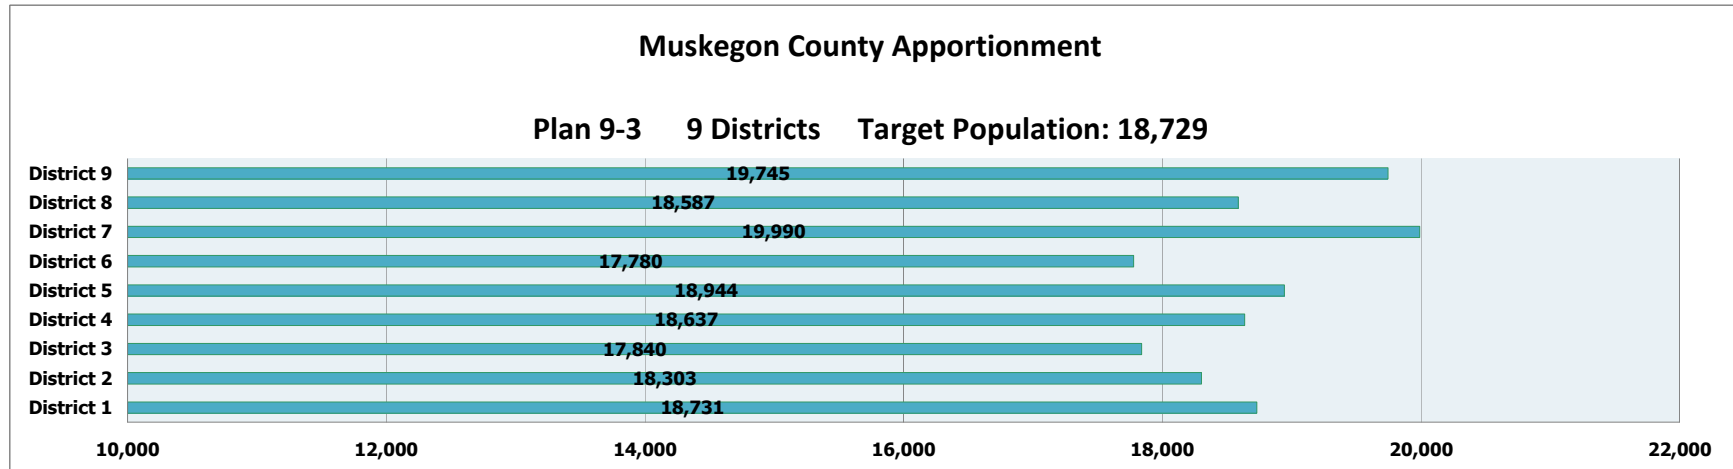 Muskegon County Apportionment
Plan 9-3 9 Districts Target Population: 18,729
District 9 19,745
District 8 18,587
District 7 19,990
District 6 17,780
District 5 18,944
District 4 18,637
District 3 17,840
District 2 18,303
District 1 18,731
10,000 12,000 14,000 16,000 18,000 20,000 22,000